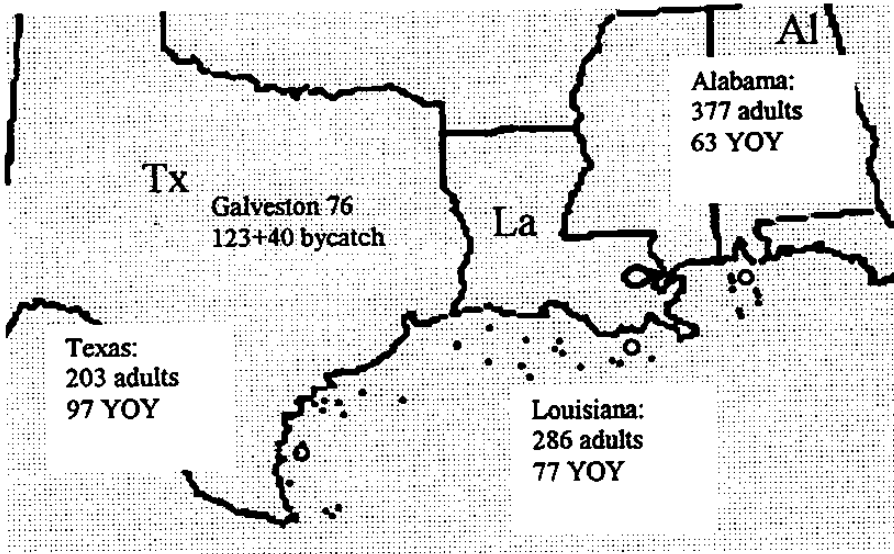 Al
Alabama:
377 adults
63 YOY
Tx
Galveston 76
123+40 bycatch
La
Texas:
203 adults
97 YOY
Louisiana:
286 adults
77 YOY